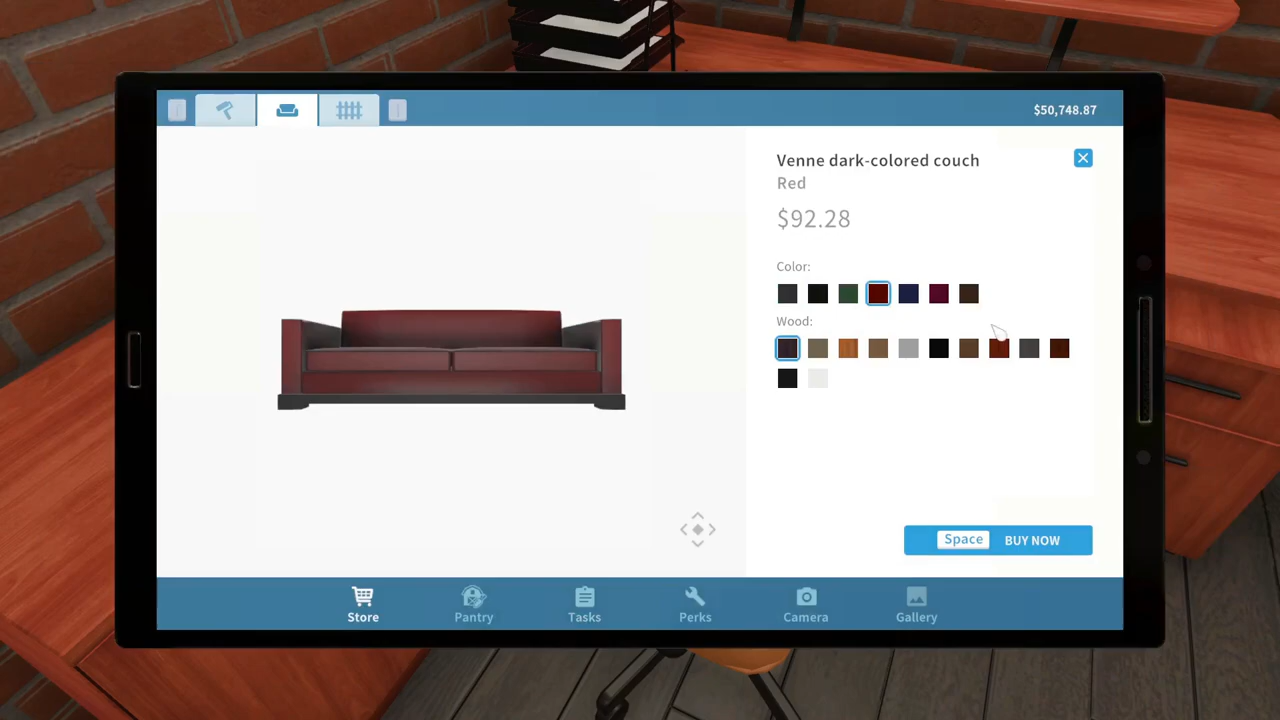 $50,748.87
Venne dark-colored couch
Red
$92.28
Color:
Wood:
Space BUY NOW
Store Pantry Tasks Perks Camera Gallery